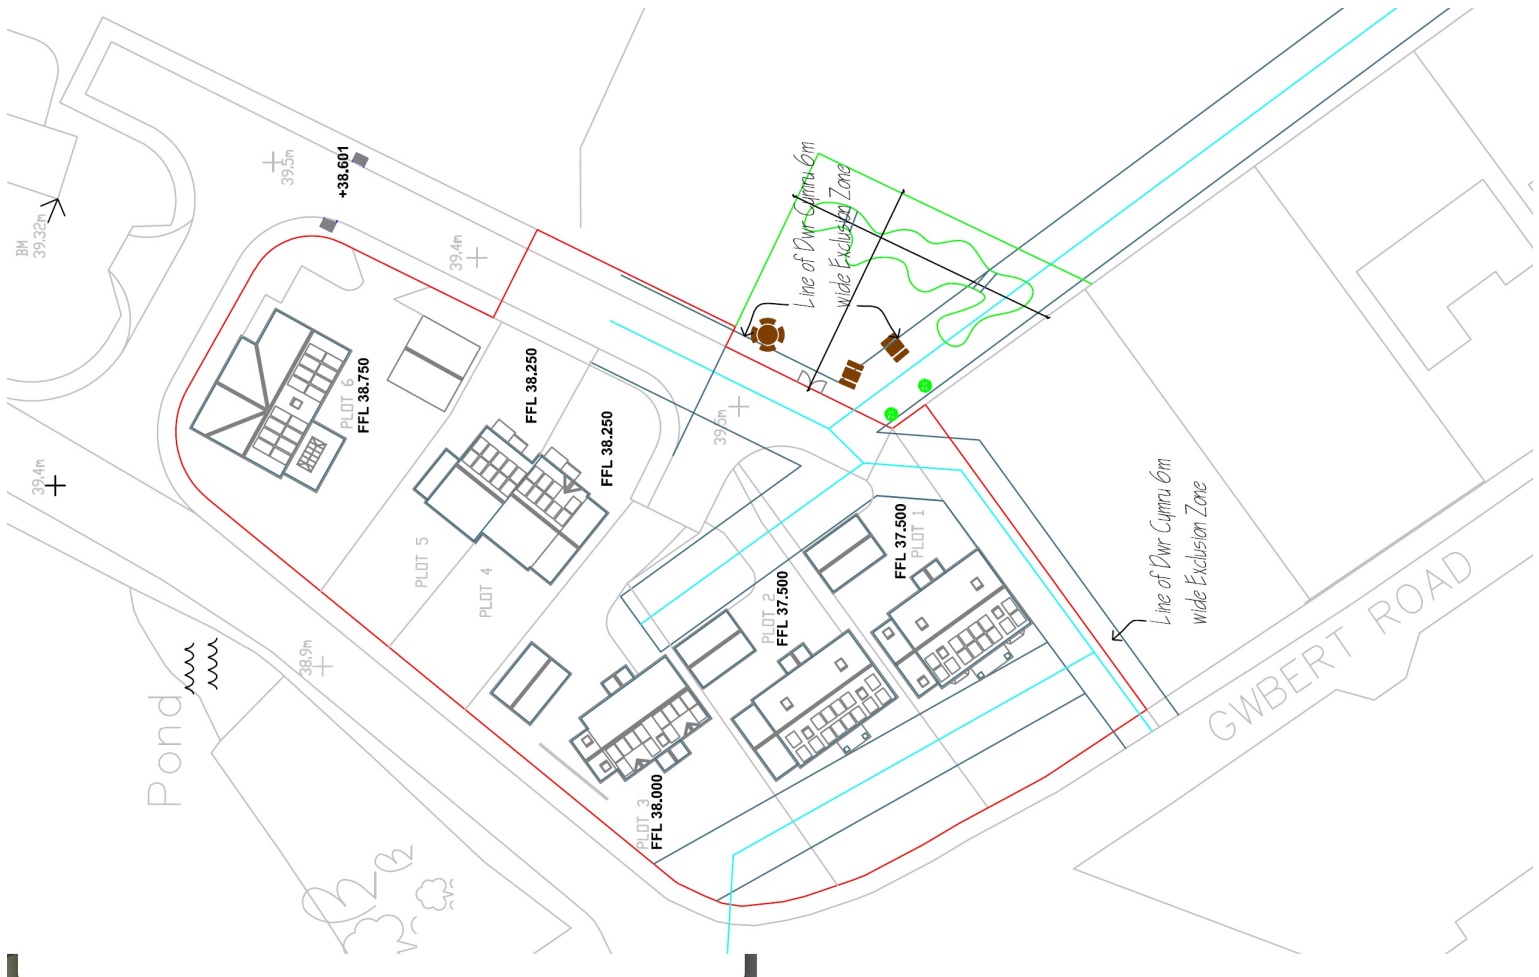 BM
39.32m
39.5m
+38.601
39.4m
39.4m
Line of Dwr Cymru 6m
wide Exclusion Zone
PLOT 6
FFL 38.750
FFL 38.250
FFL 38.250
39.5m
PLOT 5
PLOT 4
PLOT 1
FFL 37.500
PLOT 2
FFL 37.500
Line of Dwr Cymru 6m
wide Exclusion Zone
GWBERT ROAD
38.9m
Pond
PLOT 3
FFL 38.000